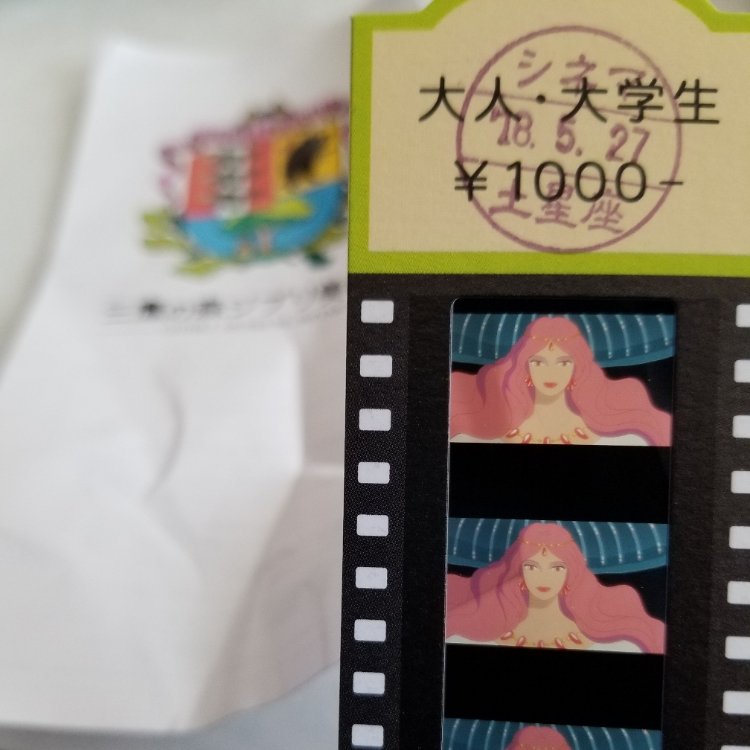 シネマ
大人・大学生
'18. 5. 27
¥1000-
土星座